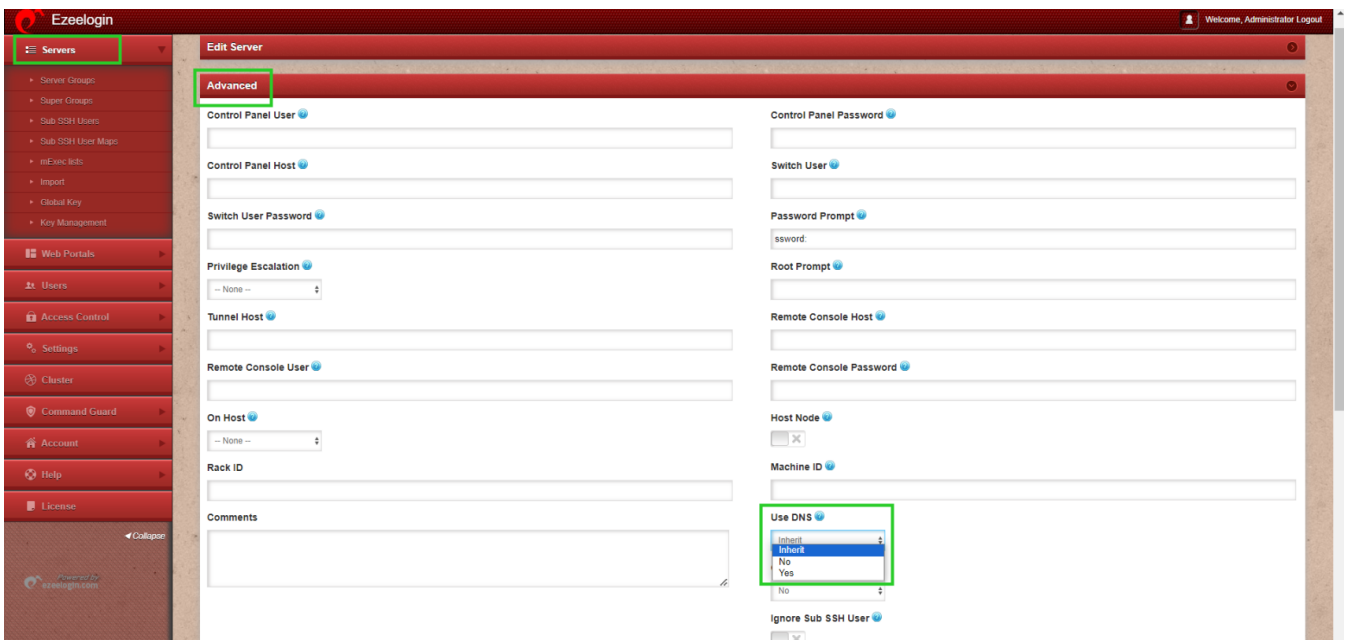 Ezeelogin
Welcome, Administrator Logout
Servers
Server Groups
Super Groups
Sub SSH Users
Sub SSH User Maps
mExec lists
Import
Global Key
Key Management
Web Portals
Users
Access Control
Settings
Cluster
Command Guard
Account
Help
License
Collapse
Powered by
ezeelogin.com
Edit Server
Advanced
Control Panel User
Control Panel Password
Control Panel Host
Switch User
Switch User Password
Password Prompt
ssword:
Privilege Escalation
-- None --
Root Prompt
Tunnel Host
Remote Console Host
Remote Console User
Remote Console Password
On Host
-- None --
Host Node
Rack ID
Machine ID
Comments
Use DNS
Inherit
Inherit
No
Yes
No
Ignore Sub SSH User